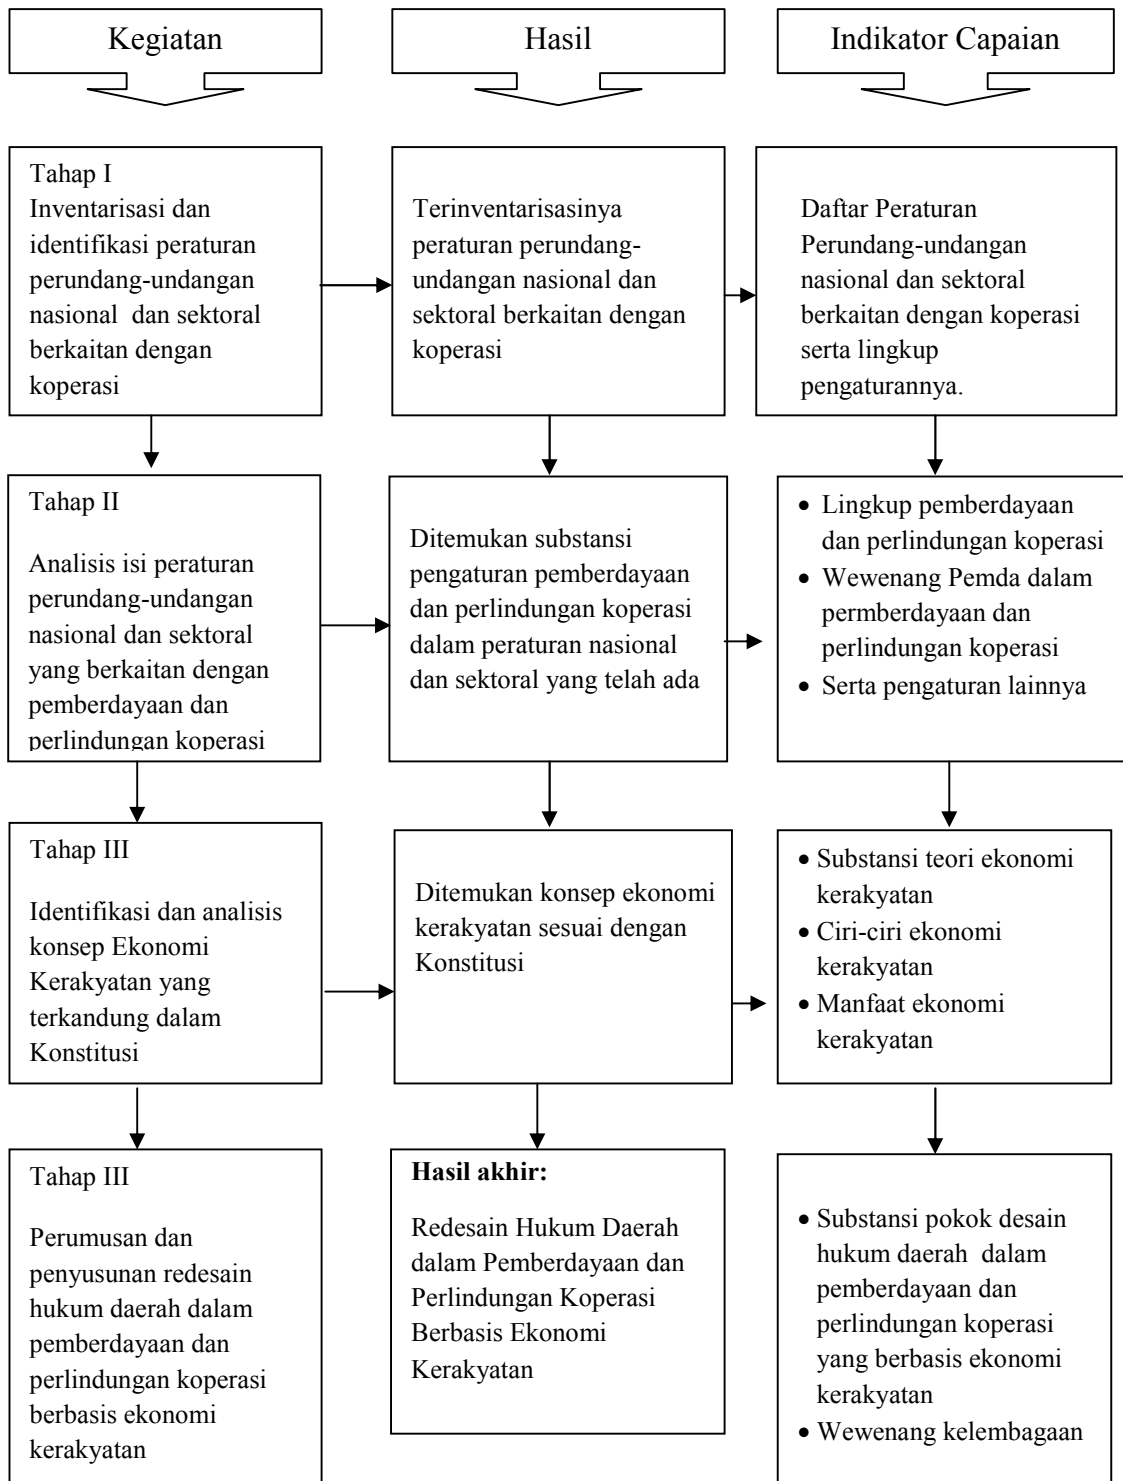 Kegiatan
Hasil
Indikator Capaian
Tahap I
Inventarisasi dan
identifikasi peraturan
perundang-undangan
nasional dan sektoral
berkaitan dengan
koperasi
Terinventarisasinya
peraturan perundang-
undangan nasional dan
sektoral berkaitan dengan
koperasi
Daftar Peraturan
Perundang-undangan
nasional dan sektoral
berkaitan dengan koperasi
serta lingkup
pengaturannya.
Tahap II
Analisis isi peraturan
perundang-undangan
nasional dan sektoral
yang berkaitan dengan
pemberdayaan dan
perlindungan koperasi
Ditemukan substansi
pengaturan pemberdayaan
dan perlindungan koperasi
dalam peraturan nasional
dan sektoral yang telah ada
• Lingkup pemberdayaan
dan perlindungan koperasi
• Wewenang Pemda dalam
permberdayaan dan
perlindungan koperasi
• Serta pengaturan lainnya
Tahap III
Identifikasi dan analisis
konsep Ekonomi
Kerakyatan yang
terkandung dalam
Konstitusi
Ditemukan konsep ekonomi
kerakyatan sesuai dengan
Konstitusi
• Substansi teori ekonomi
kerakyatan
• Ciri-ciri ekonomi
kerakyatan
• Manfaat ekonomi
kerakyatan
Tahap III
Perumusan dan
penyusunan redesain
hukum daerah dalam
pemberdayaan dan
perlindungan koperasi
berbasis ekonomi
kerakyatan
Hasil akhir:
Redesain Hukum Daerah
dalam Pemberdayaan dan
Perlindungan Koperasi
Berbasis Ekonomi
Kerakyatan
• Substansi pokok desain
hukum daerah dalam
pemberdayaan dan
perlindungan koperasi
yang berbasis ekonomi
kerakyatan
• Wewenang kelembagaan